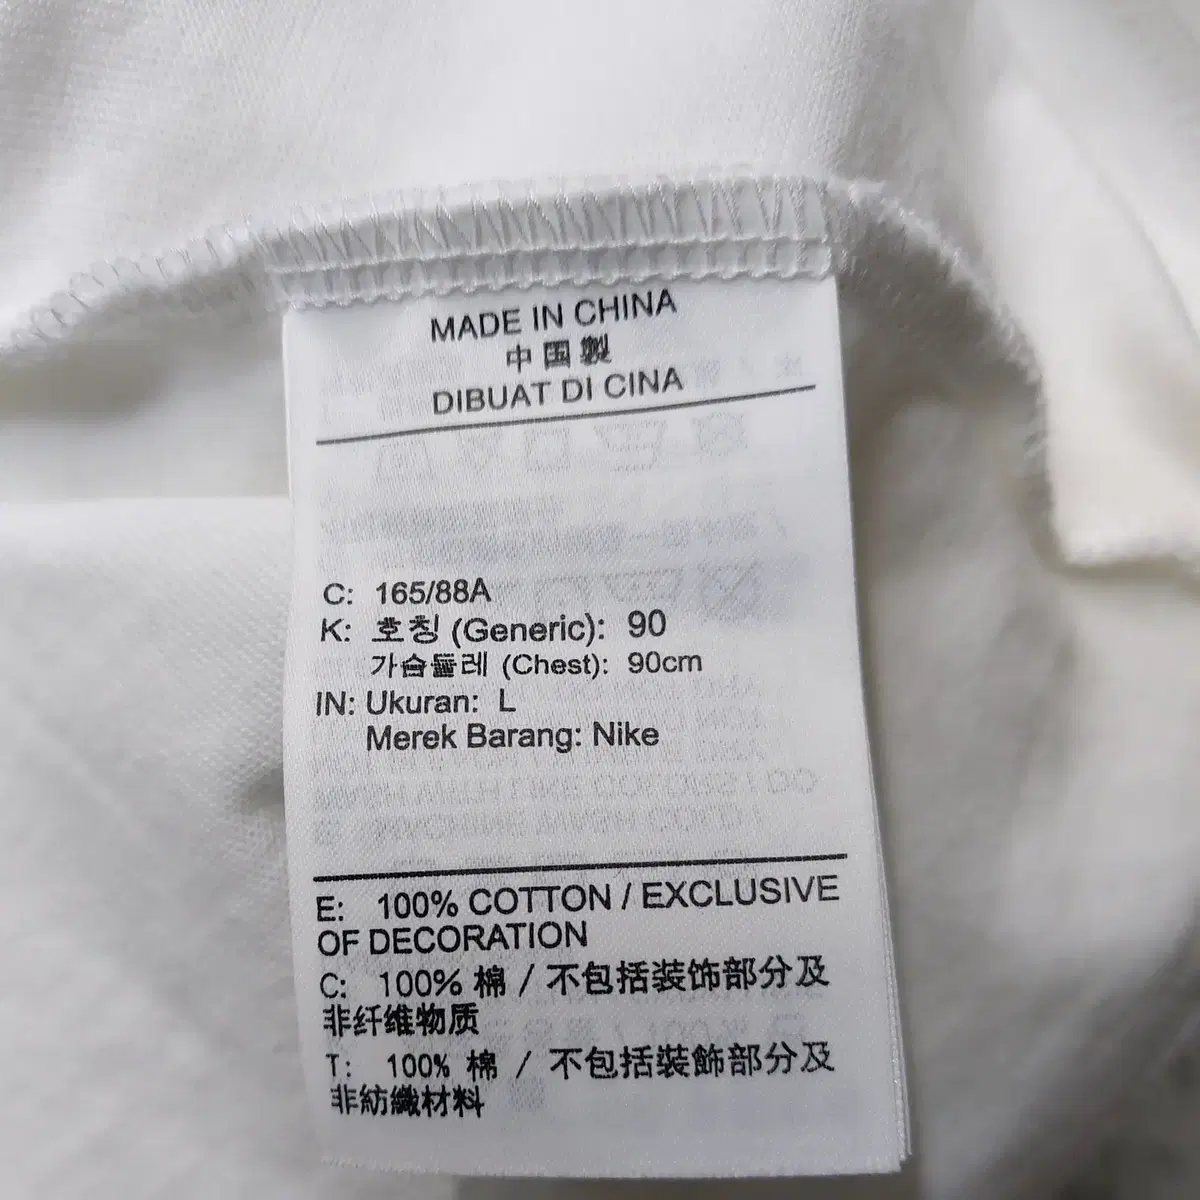 MADE IN CHINA
中国製
DIBUAT DI CINA
C: 165/88A
K: 호칭 (Generic): 90
가슴둘레 (Chest): 90cm
IN: Ukuran: L
Merek Barang: Nike
E: 100% COTTON / EXCLUSIVE
OF DECORATION
C: 100% 棉 / 不包括装饰部分及
非纤维物质
T: 100% 棉 / 不包括裝飾部分及
非紡織材料